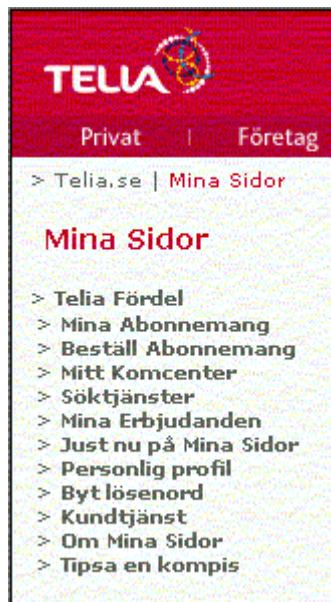 TELIA
Privat | Företag
> Telia.se | Mina Sidor
Mina Sidor
> Telia Fördel
> Mina Abonnemang
> Beställ Abonnemang
> Mitt Komcenter
> Söktjänster
> Mina Erbjudanden
> Just nu på Mina Sidor
> Personlig profil
> Byt lösenord
> Kundtjänst
> Om Mina Sidor
> Tipsa en kompis